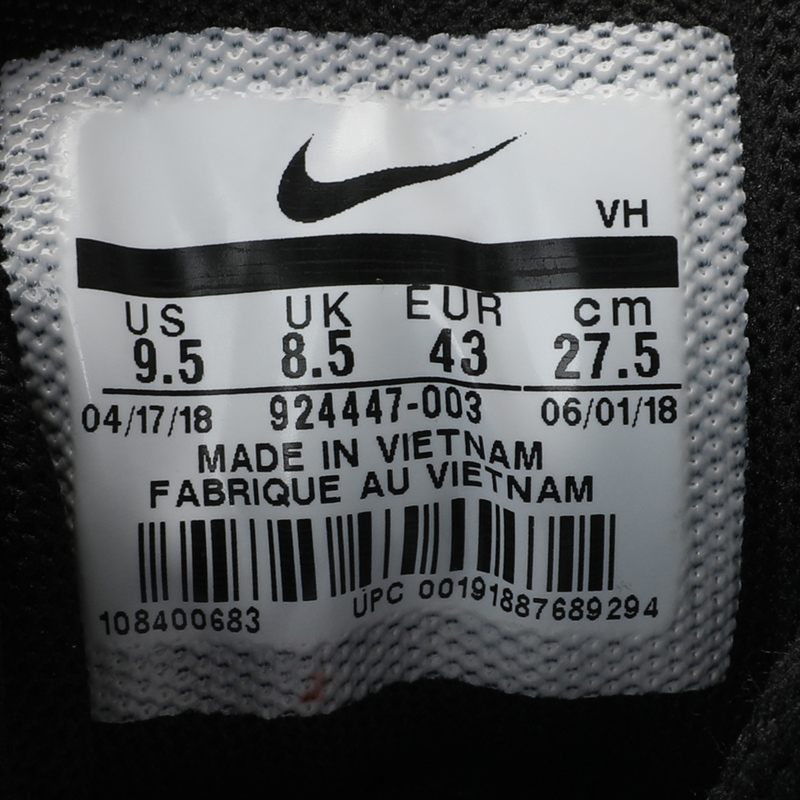 VH
US UK EUR cm
9.5 8.5 43 27.5
04/17/18 924447-003 06/01/18
MADE IN VIETNAM
FABRIQUE AU VIETNAM
108400683 UPC 00191887689294